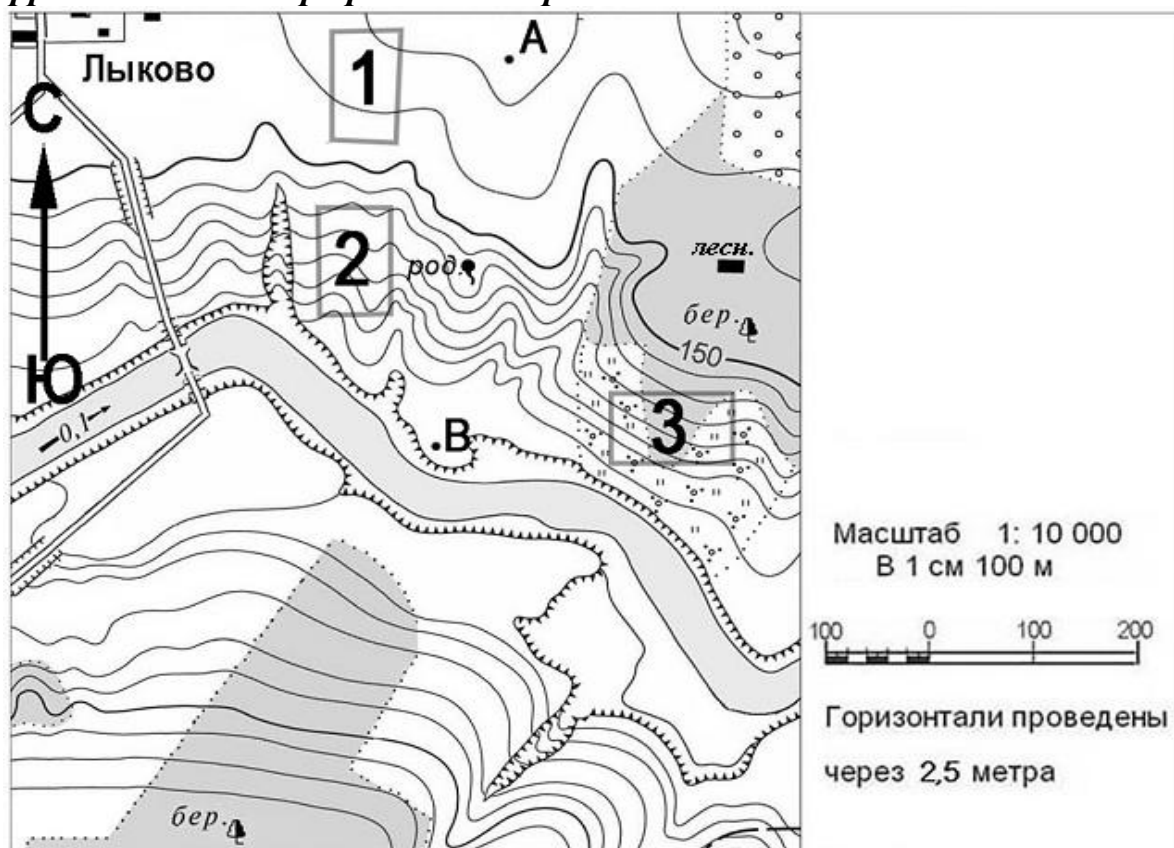 А
Лыково
1
С
2
род.
лесн.
бер.
150
Ю
0,1
В
3
бер.
Масштаб 1: 10 000
В 1 см 100 м
100 0 100 200
Горизонтали проведены
через 2,5 метра